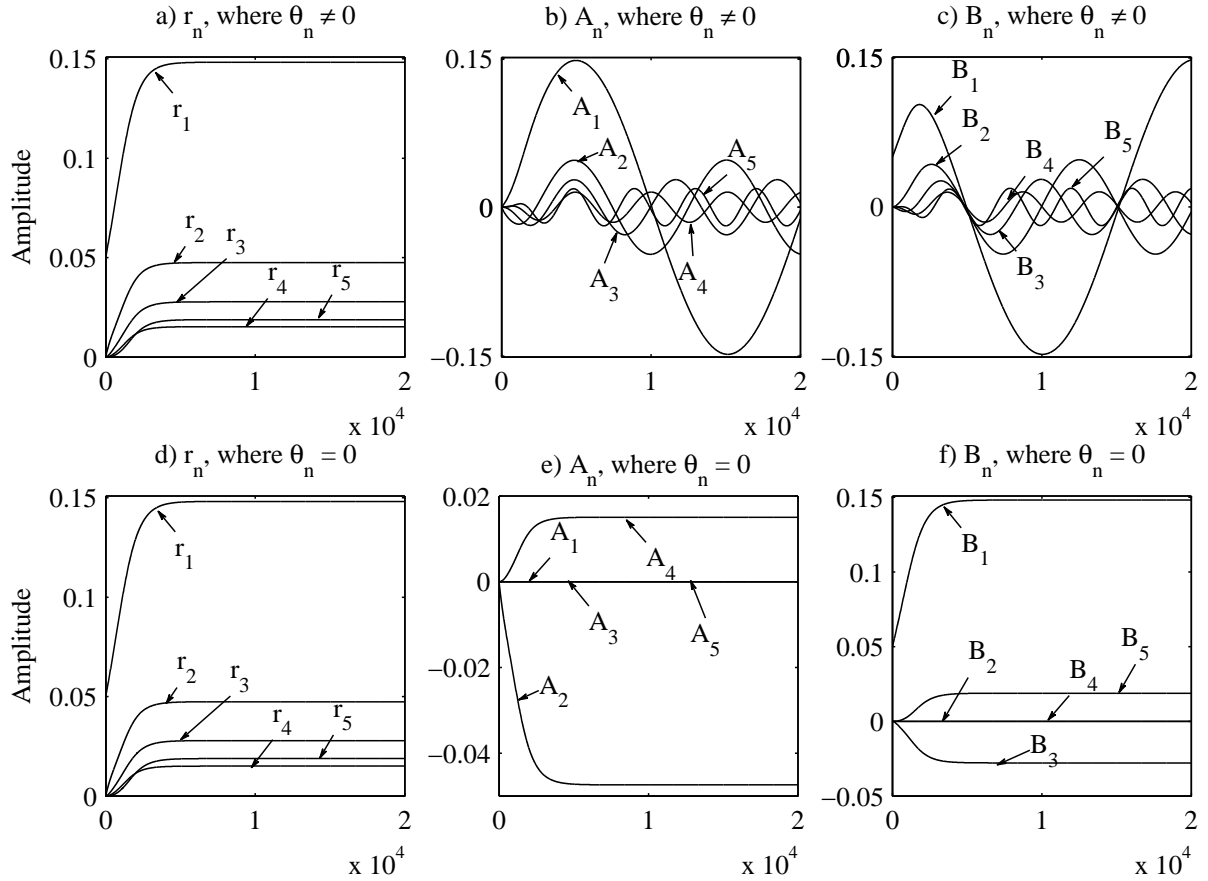 a) r_n, where θ_n ≠ 0
b) A_n, where θ_n ≠ 0
c) B_n, where θ_n ≠ 0
Amplitude
0.15
0.1
0.05
0
0
1
2
x 10^4
r_1
r_2
r_3
r_4
r_5
0.15
0
−0.15
0
1
2
x 10^4
A_1
A_2
A_5
A_3
A_4
0.15
0
−0.15
0
1
2
x 10^4
B_1
B_2
B_4
B_5
B_3
d) r_n, where θ_n = 0
e) A_n, where θ_n = 0
f) B_n, where θ_n = 0
Amplitude
0.15
0.1
0.05
0
0
1
2
x 10^4
r_1
r_2
r_3
r_4
r_5
0.02
0
−0.02
−0.04
0
1
2
x 10^4
A_1
A_4
A_3
A_5
A_2
0.15
0.1
0.05
0
−0.05
0
1
2
x 10^4
B_1
B_2
B_4
B_5
B_3